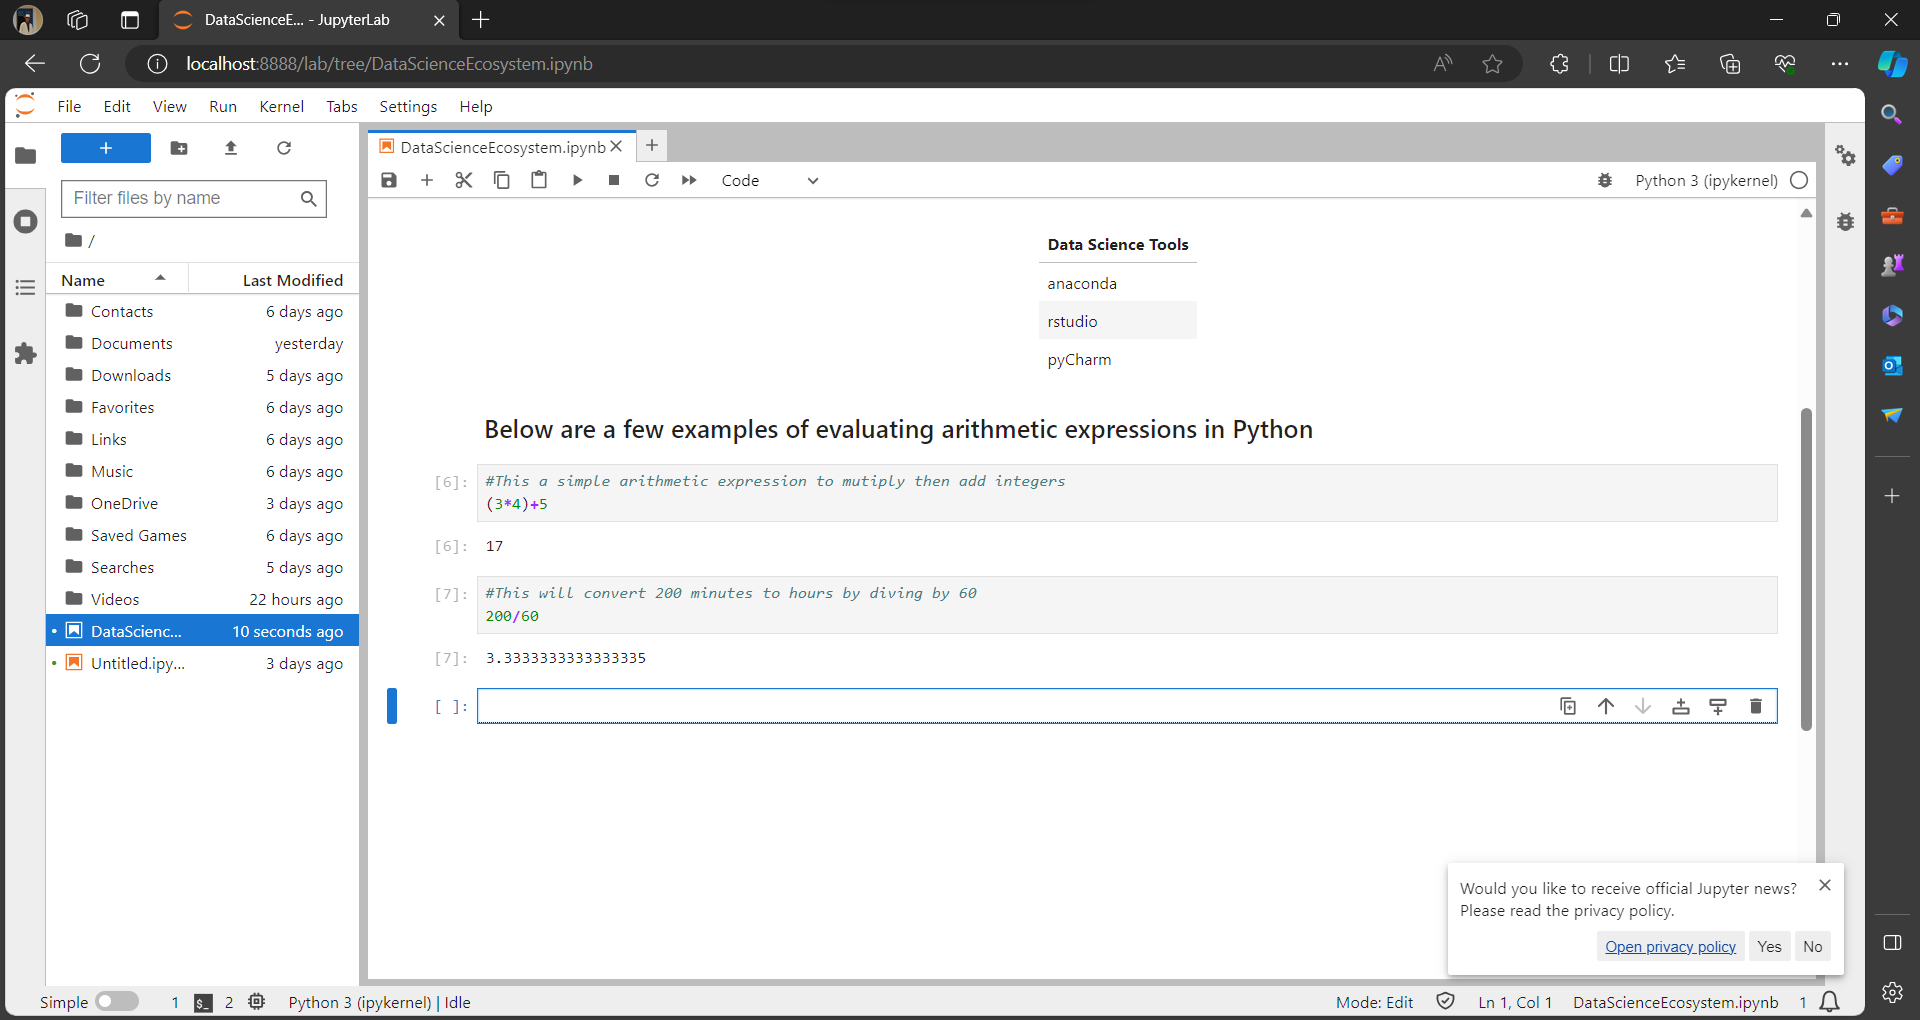 DataScienceE... - JupyterLab
localhost:8888/lab/tree/DataScienceEcosystem.ipynb
File Edit View Run Kernel Tabs Settings Help
DataScienceEcosystem.ipynb
Filter files by name
Code
Python 3 (ipykernel)
/
Name Last Modified
Contacts 6 days ago
Documents yesterday
Downloads 5 days ago
Favorites 6 days ago
Links 6 days ago
Music 6 days ago
OneDrive 3 days ago
Saved Games 6 days ago
Searches 5 days ago
Videos 22 hours ago
DataScienc... 10 seconds ago
Untitled.ipy... 3 days ago
Data Science Tools
anaconda
rstudio
pyCharm
Below are a few examples of evaluating arithmetic expressions in Python
[6]: #This a simple arithmetic expression to mutiply then add integers
(3*4)+5
[6]: 17
[7]: #This will convert 200 minutes to hours by diving by 60
200/60
[7]: 3.3333333333333335
[ ]:
Would you like to receive official Jupyter news?
Please read the privacy policy.
Open privacy policy Yes No
Simple 1 $_ 2 Python 3 (ipykernel) | Idle Mode: Edit Ln 1, Col 1 DataScienceEcosystem.ipynb 1